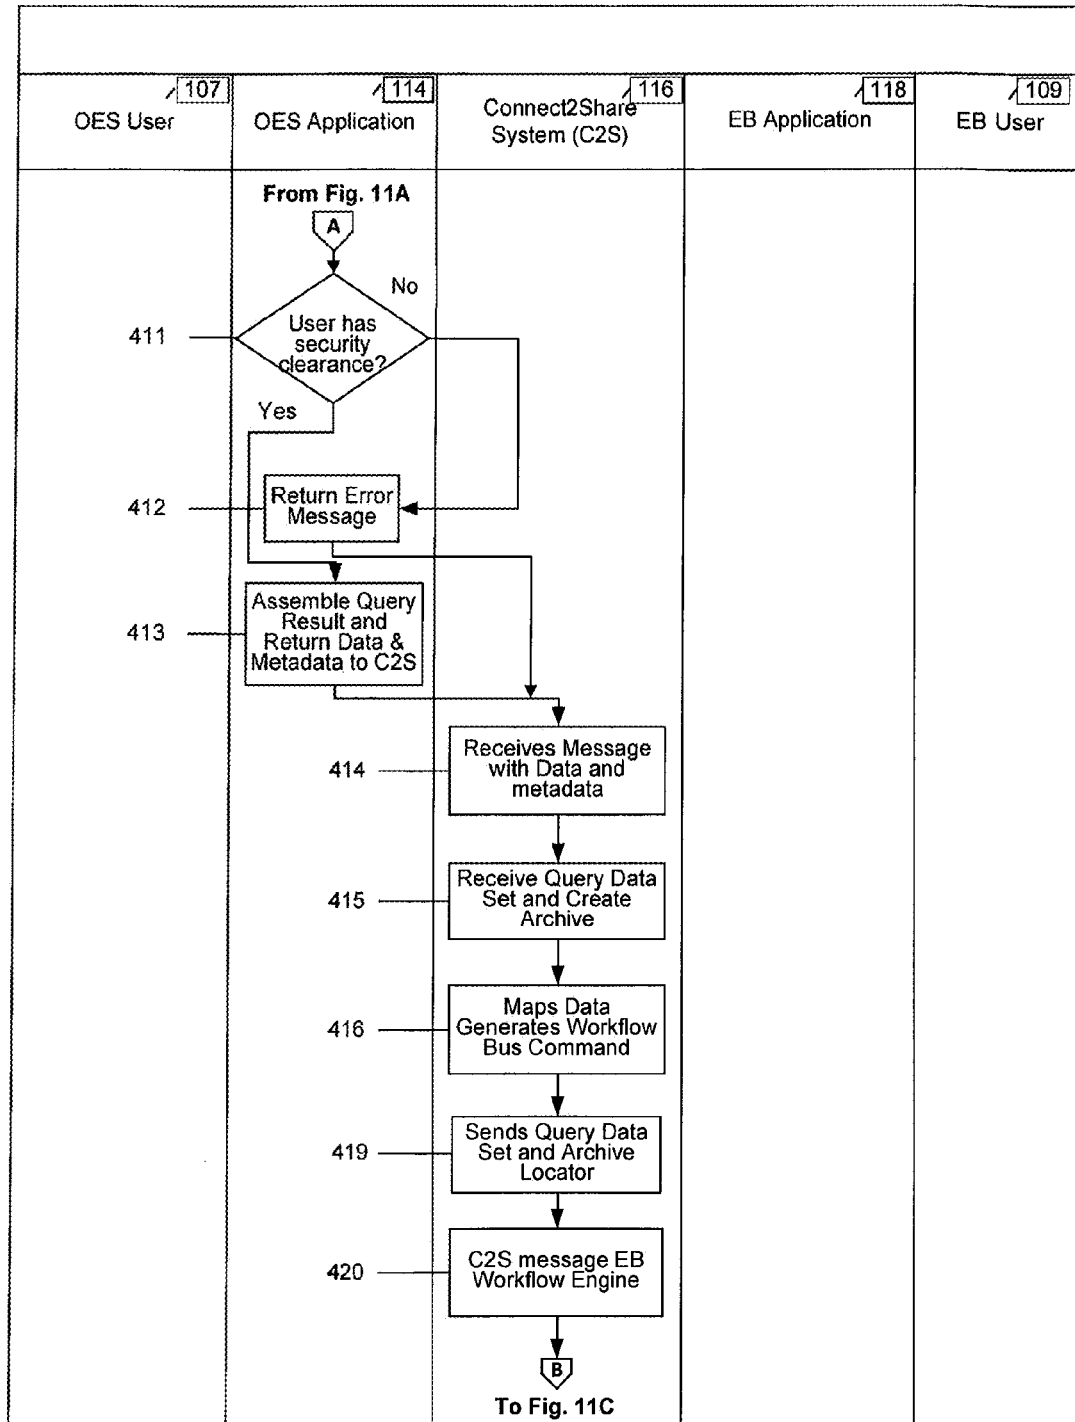 107
OES User
114
OES Application
116
Connect2Share
System (C2S)
118
EB Application
109
EB User
From Fig. 11A
A
No
411
User has
security
clearance?
Yes
412
Return Error
Message
413
Assemble Query
Result and
Return Data &
Metadata to C2S
414
Receives Message
with Data and
metadata
415
Receive Query Data
Set and Create
Archive
416
Maps Data
Generates Workflow
Bus Command
419
Sends Query Data
Set and Archive
Locator
420
C2S message EB
Workflow Engine
B
To Fig. 11C